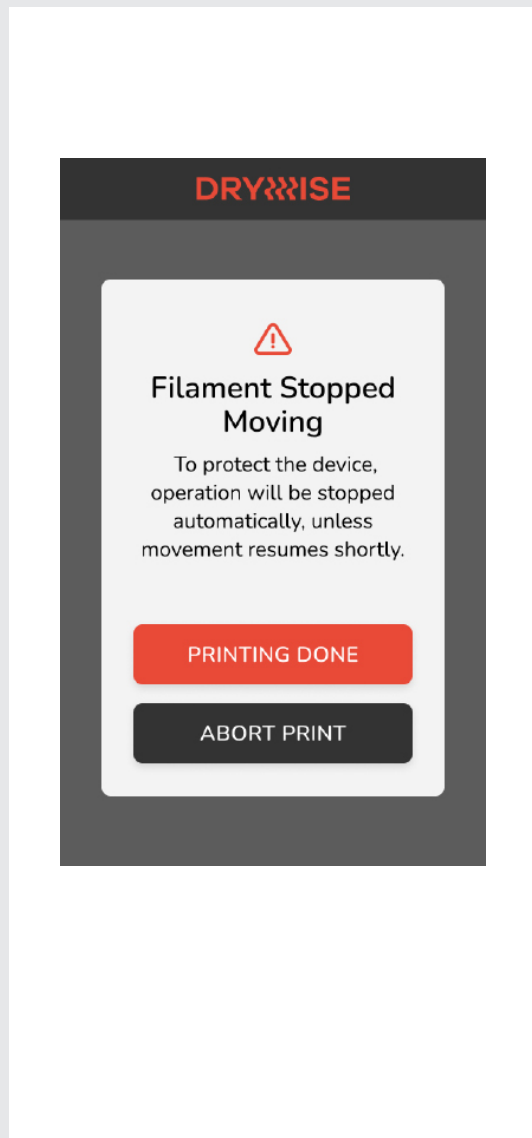 DRYWISE
Filament Stopped
Moving
To protect the device,
operation will be stopped
automatically, unless
movement resumes shortly.
PRINTING DONE
ABORT PRINT